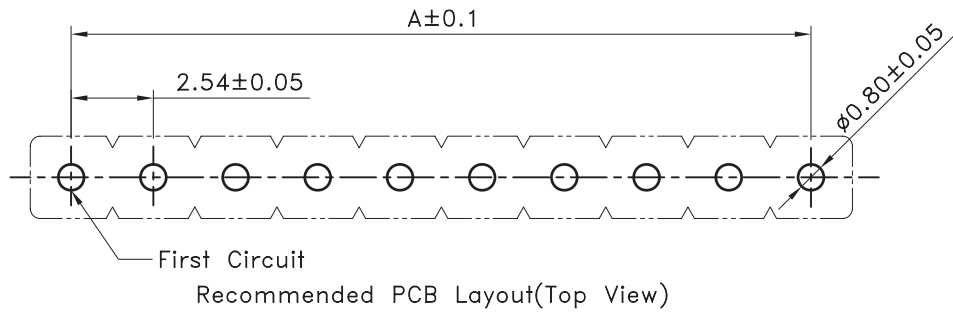 A±0.1
2.54±0.05
ø0.80±0.05
First Circuit
Recommended PCB Layout(Top View)